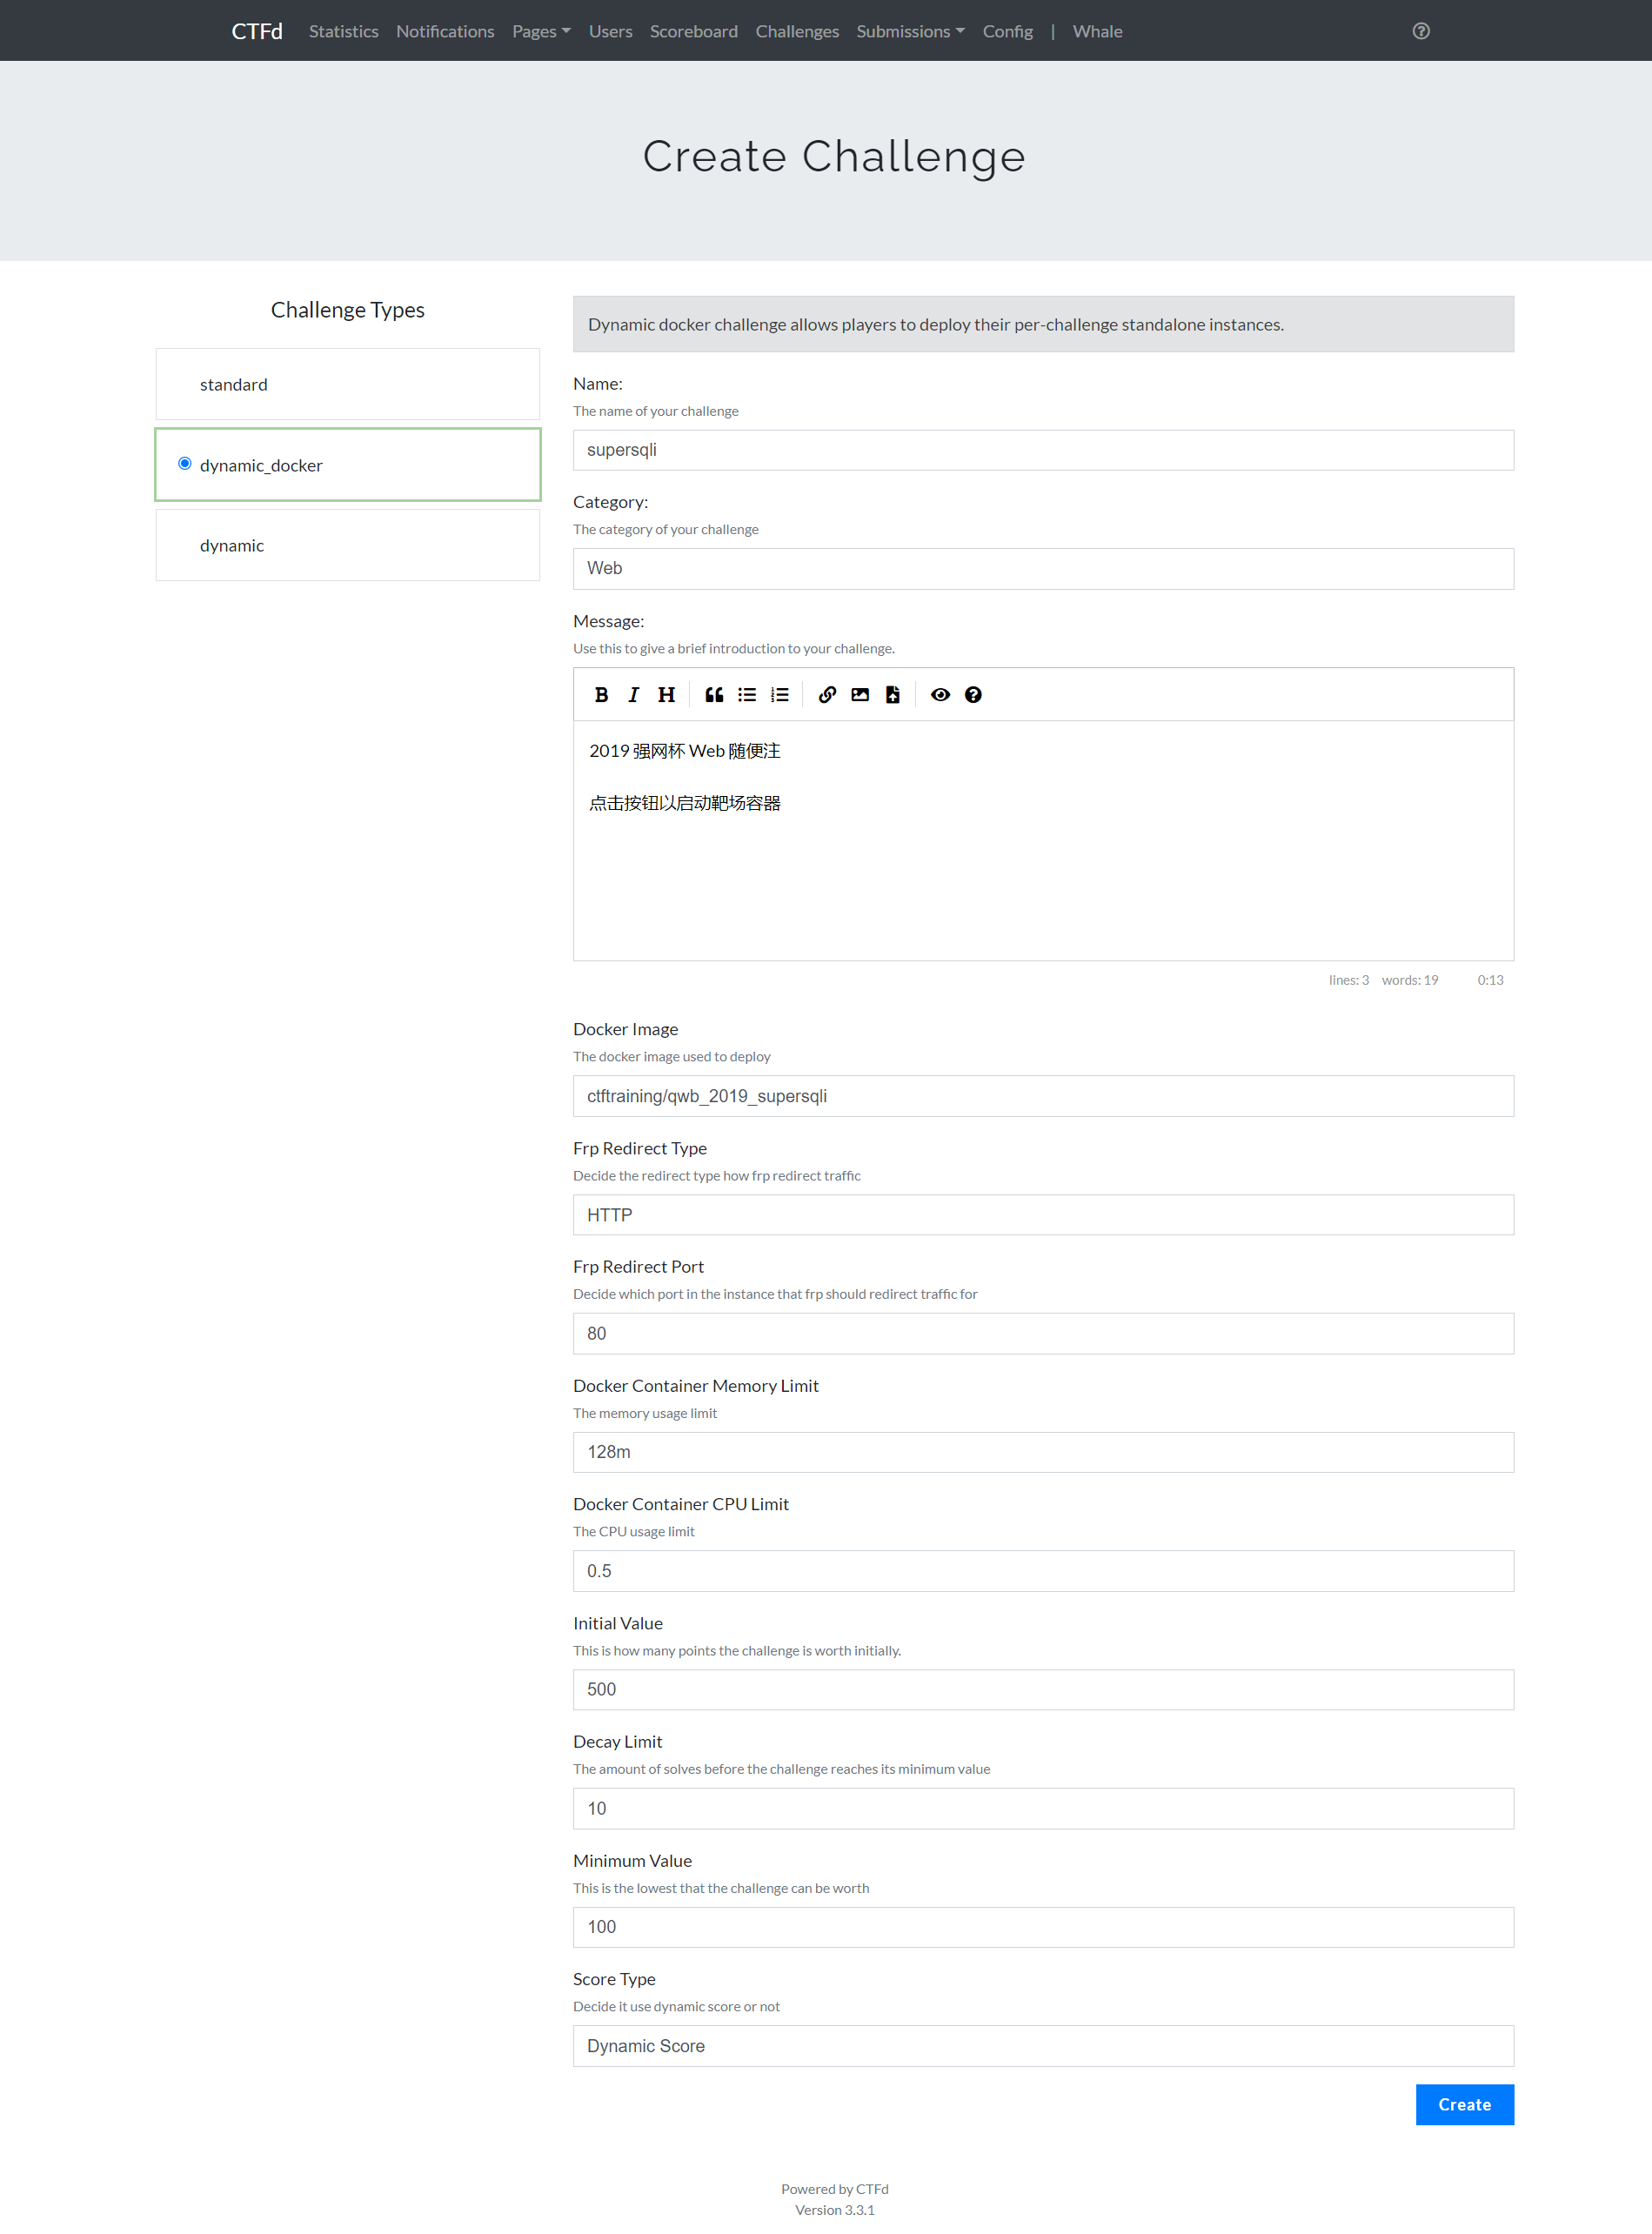 CTFd Statistics Notifications Pages Users Scoreboard Challenges Submissions Config | Whale
Create Challenge
Challenge Types
standard
dynamic_docker
dynamic
Dynamic docker challenge allows players to deploy their per-challenge standalone instances.
Name:
The name of your challenge
supersqli
Category:
The category of your challenge
Web
Message:
Use this to give a brief introduction to your challenge.
B I H
2019 强网杯 Web 随便注
点击按钮以启动靶场容器
lines: 3 words: 19 0:13
Docker Image
The docker image used to deploy
ctftraining/qwb_2019_supersqli
Frp Redirect Type
Decide the redirect type how frp redirect traffic
HTTP
Frp Redirect Port
Decide which port in the instance that frp should redirect traffic for
80
Docker Container Memory Limit
The memory usage limit
128m
Docker Container CPU Limit
The CPU usage limit
0.5
Initial Value
This is how many points the challenge is worth initially.
500
Decay Limit
The amount of solves before the challenge reaches its minimum value
10
Minimum Value
This is the lowest that the challenge can be worth
100
Score Type
Decide it use dynamic score or not
Dynamic Score
Create
Powered by CTFd
Version 3.3.1